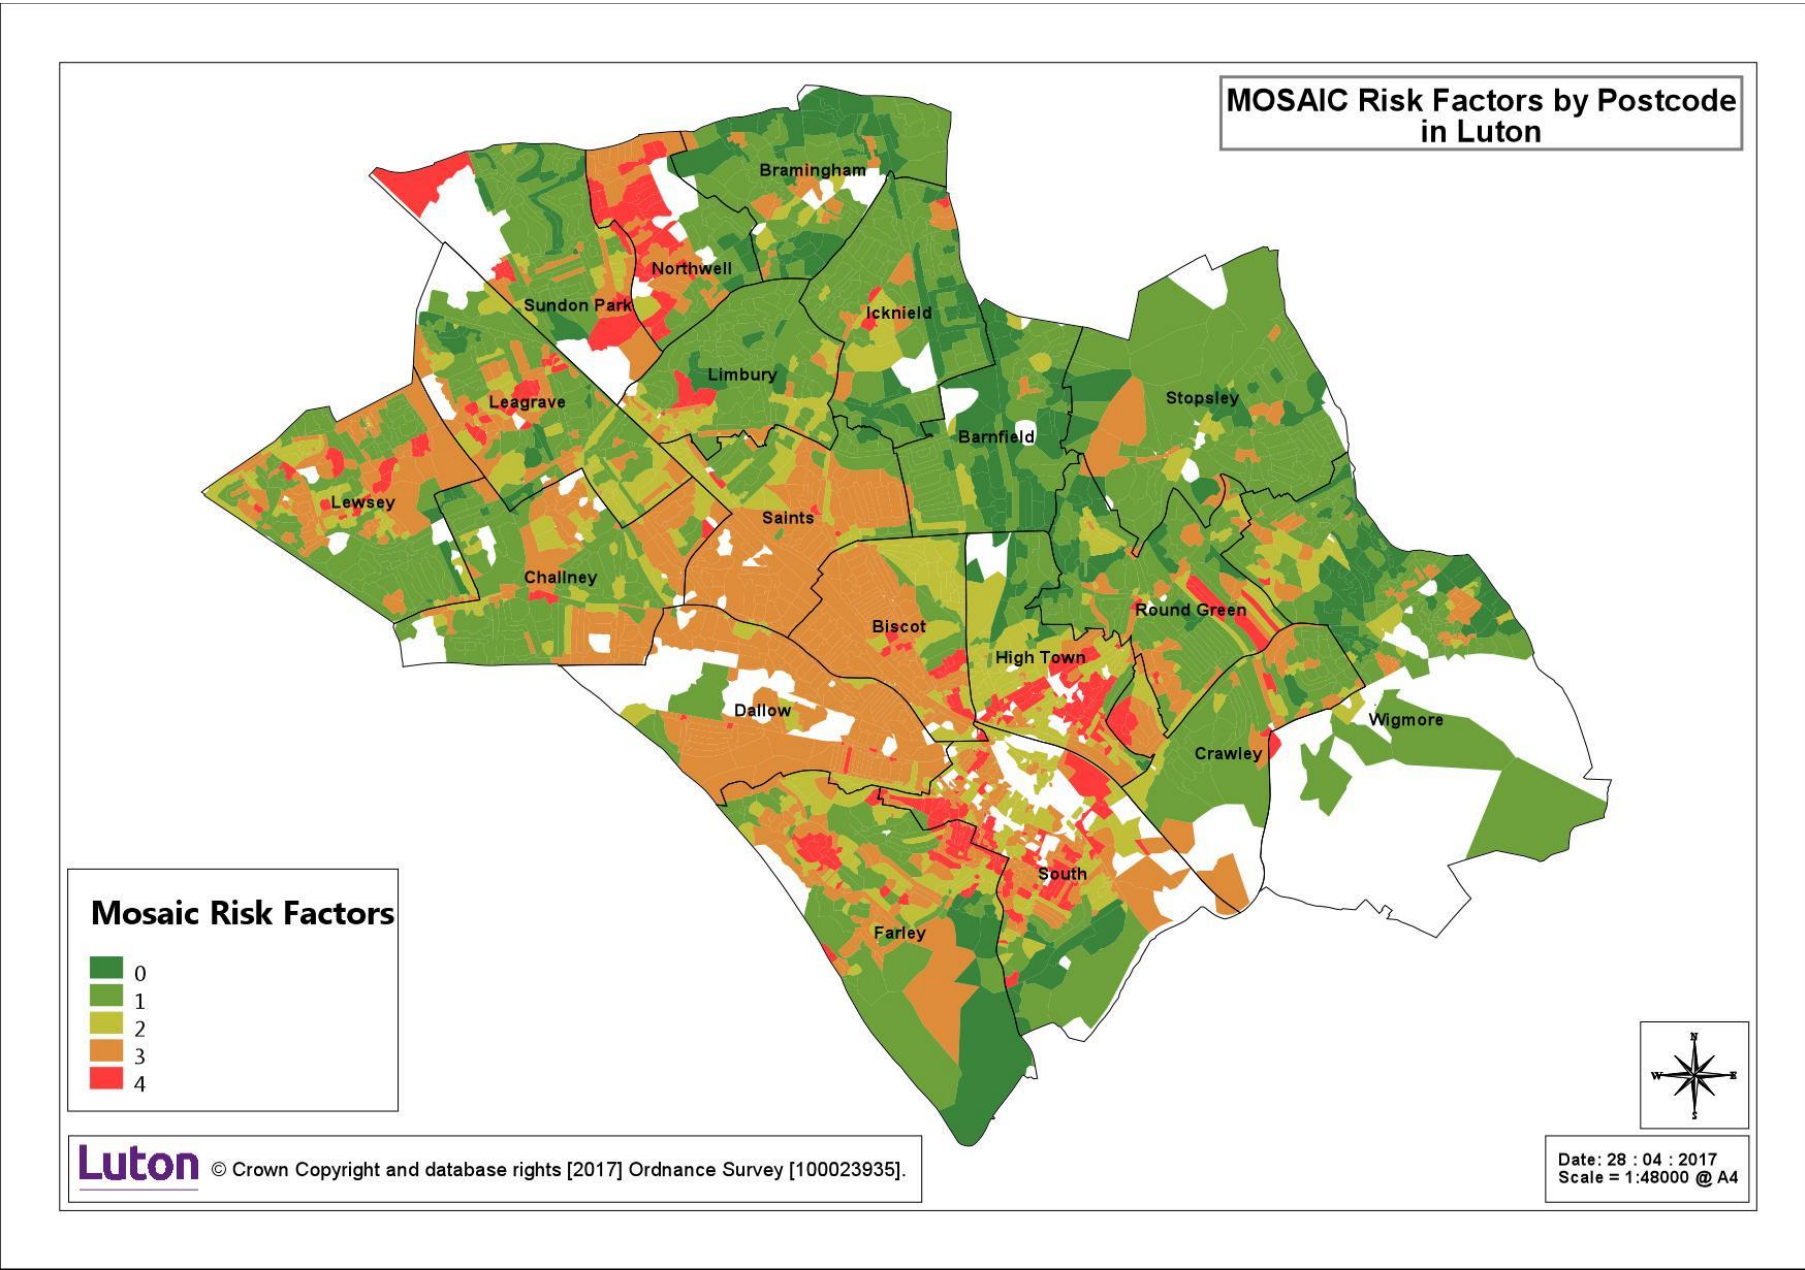 MOSAIC Risk Factors by Postcode
in Luton
Bramingham
Northwell
Sundon Park
Icknield
Limbury
Leagrave
Stopsley
Barnfield
Lewsey
Saints
Challney
Round Green
Biscot
High Town
Dallow
Wigmore
Crawley
South
Farley
Mosaic Risk Factors
0
1
2
3
4
N
W E
S
Luton © Crown Copyright and database rights [2017] Ordnance Survey [100023935].
Date: 28 : 04 : 2017
Scale = 1:48000 @ A4